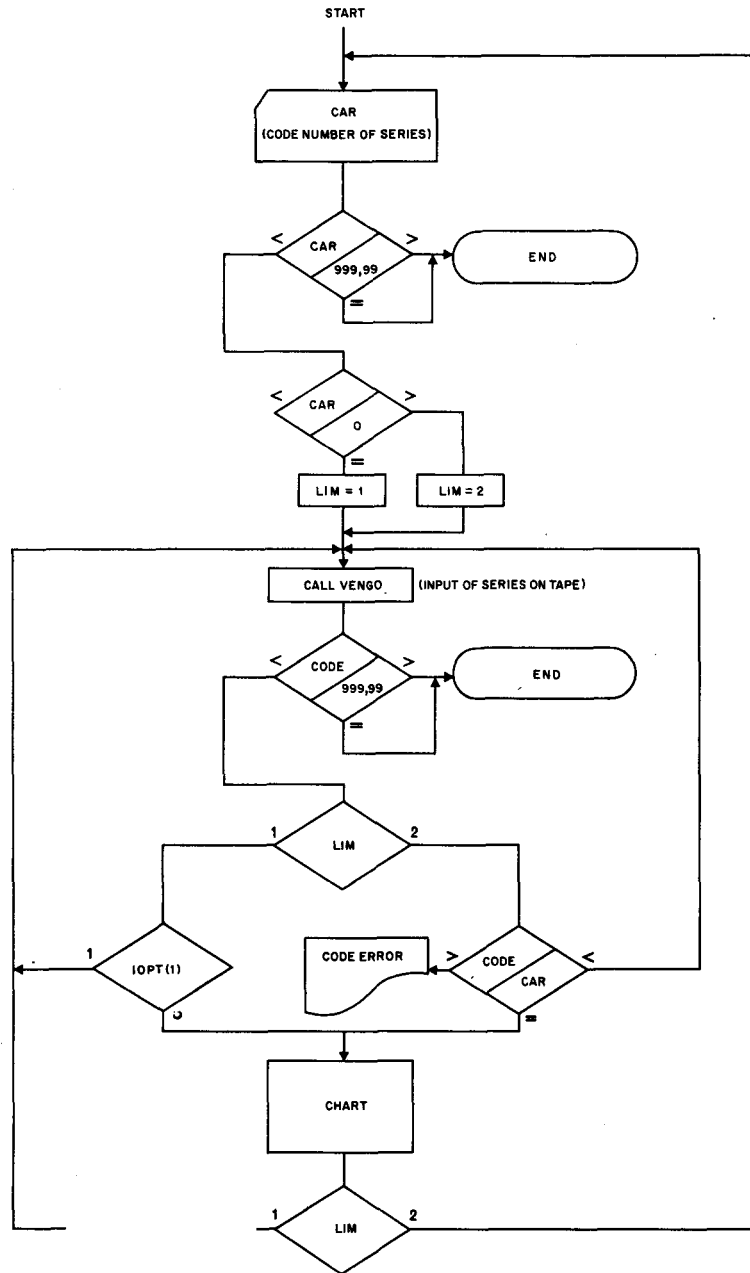 START
CAR
(CODE NUMBER OF SERIES)
< CAR >
999,99
=
END
< CAR >
0
=
LIM = 1
LIM = 2
CALL VENGO (INPUT OF SERIES ON TAPE)
< CODE >
999,99
=
END
1 LIM 2
1 IOPT(1)
0
CODE ERROR
> CODE <
CAR
=
CHART
1 LIM 2